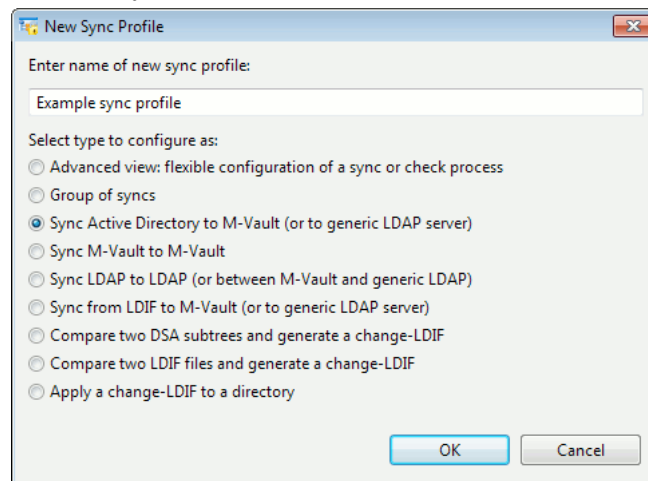 New Sync Profile
Enter name of new sync profile:
Example sync profile
Select type to configure as:
Advanced view: flexible configuration of a sync or check process
Group of syncs
Sync Active Directory to M-Vault (or to generic LDAP server)
Sync M-Vault to M-Vault
Sync LDAP to LDAP (or between M-Vault and generic LDAP)
Sync from LDIF to M-Vault (or to generic LDAP server)
Compare two DSA subtrees and generate a change-LDIF
Compare two LDIF files and generate a change-LDIF
Apply a change-LDIF to a directory
OK Cancel